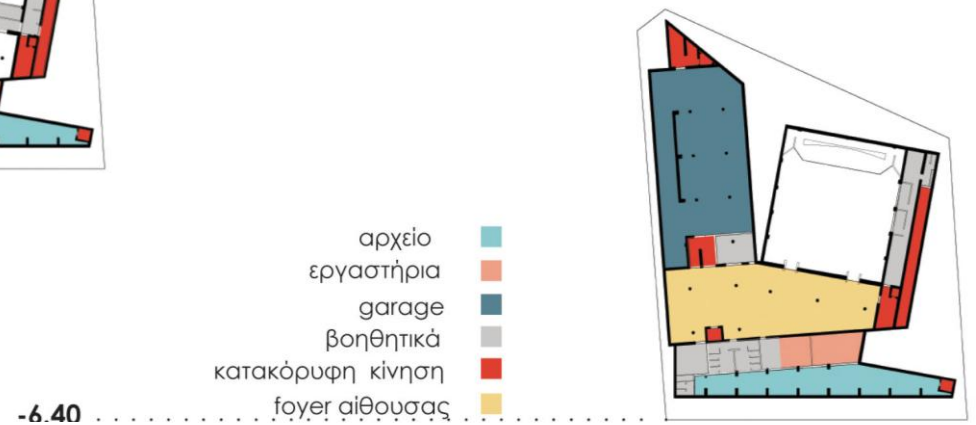 αρχείο
εργαστήρια
garage
βοηθητικά
κατακόρυφη κίνηση
foyer αίθουσας
-6.40